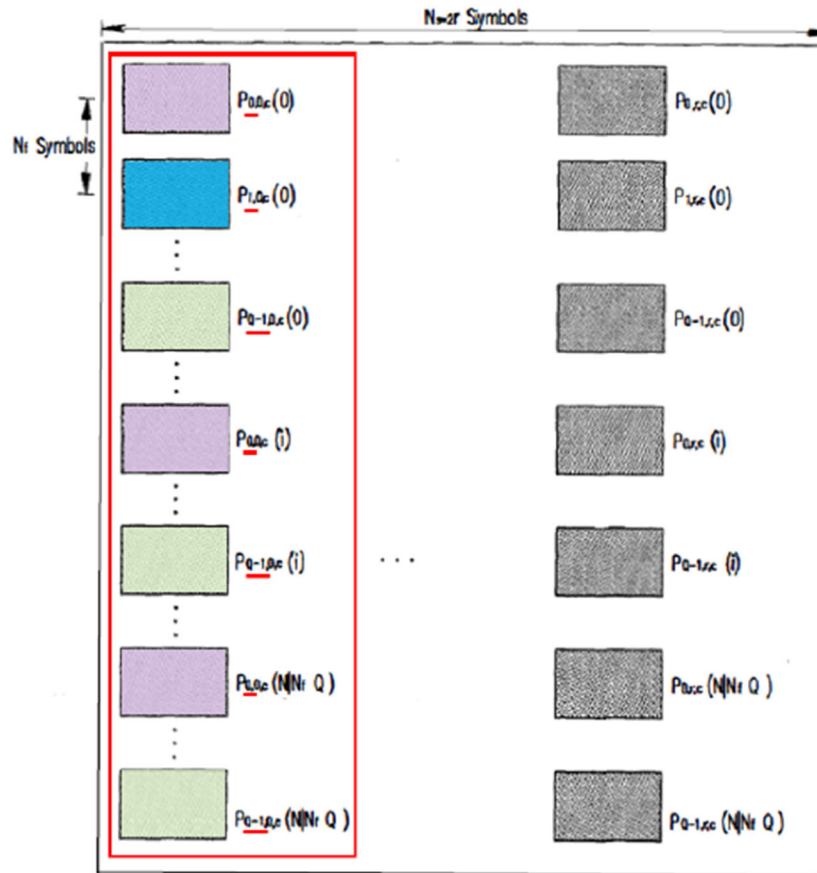 Ns=2r Symbols
P0,0,c(0) P0,r,c(0)
Nf Symbols
P1,0,c(0) P1,r,c(0)
PQ-1,0,c(0) PQ-1,r,c(0)
P0,0,c(i) P0,r,c(i)
PQ-1,0,c(i) PQ-1,r,c(i)
P0,0,c(N|Nf Q) P0,r,c(N|Nf Q)
PQ-1,0,c(N|Nf Q) PQ-1,r,c(N|Nf Q)